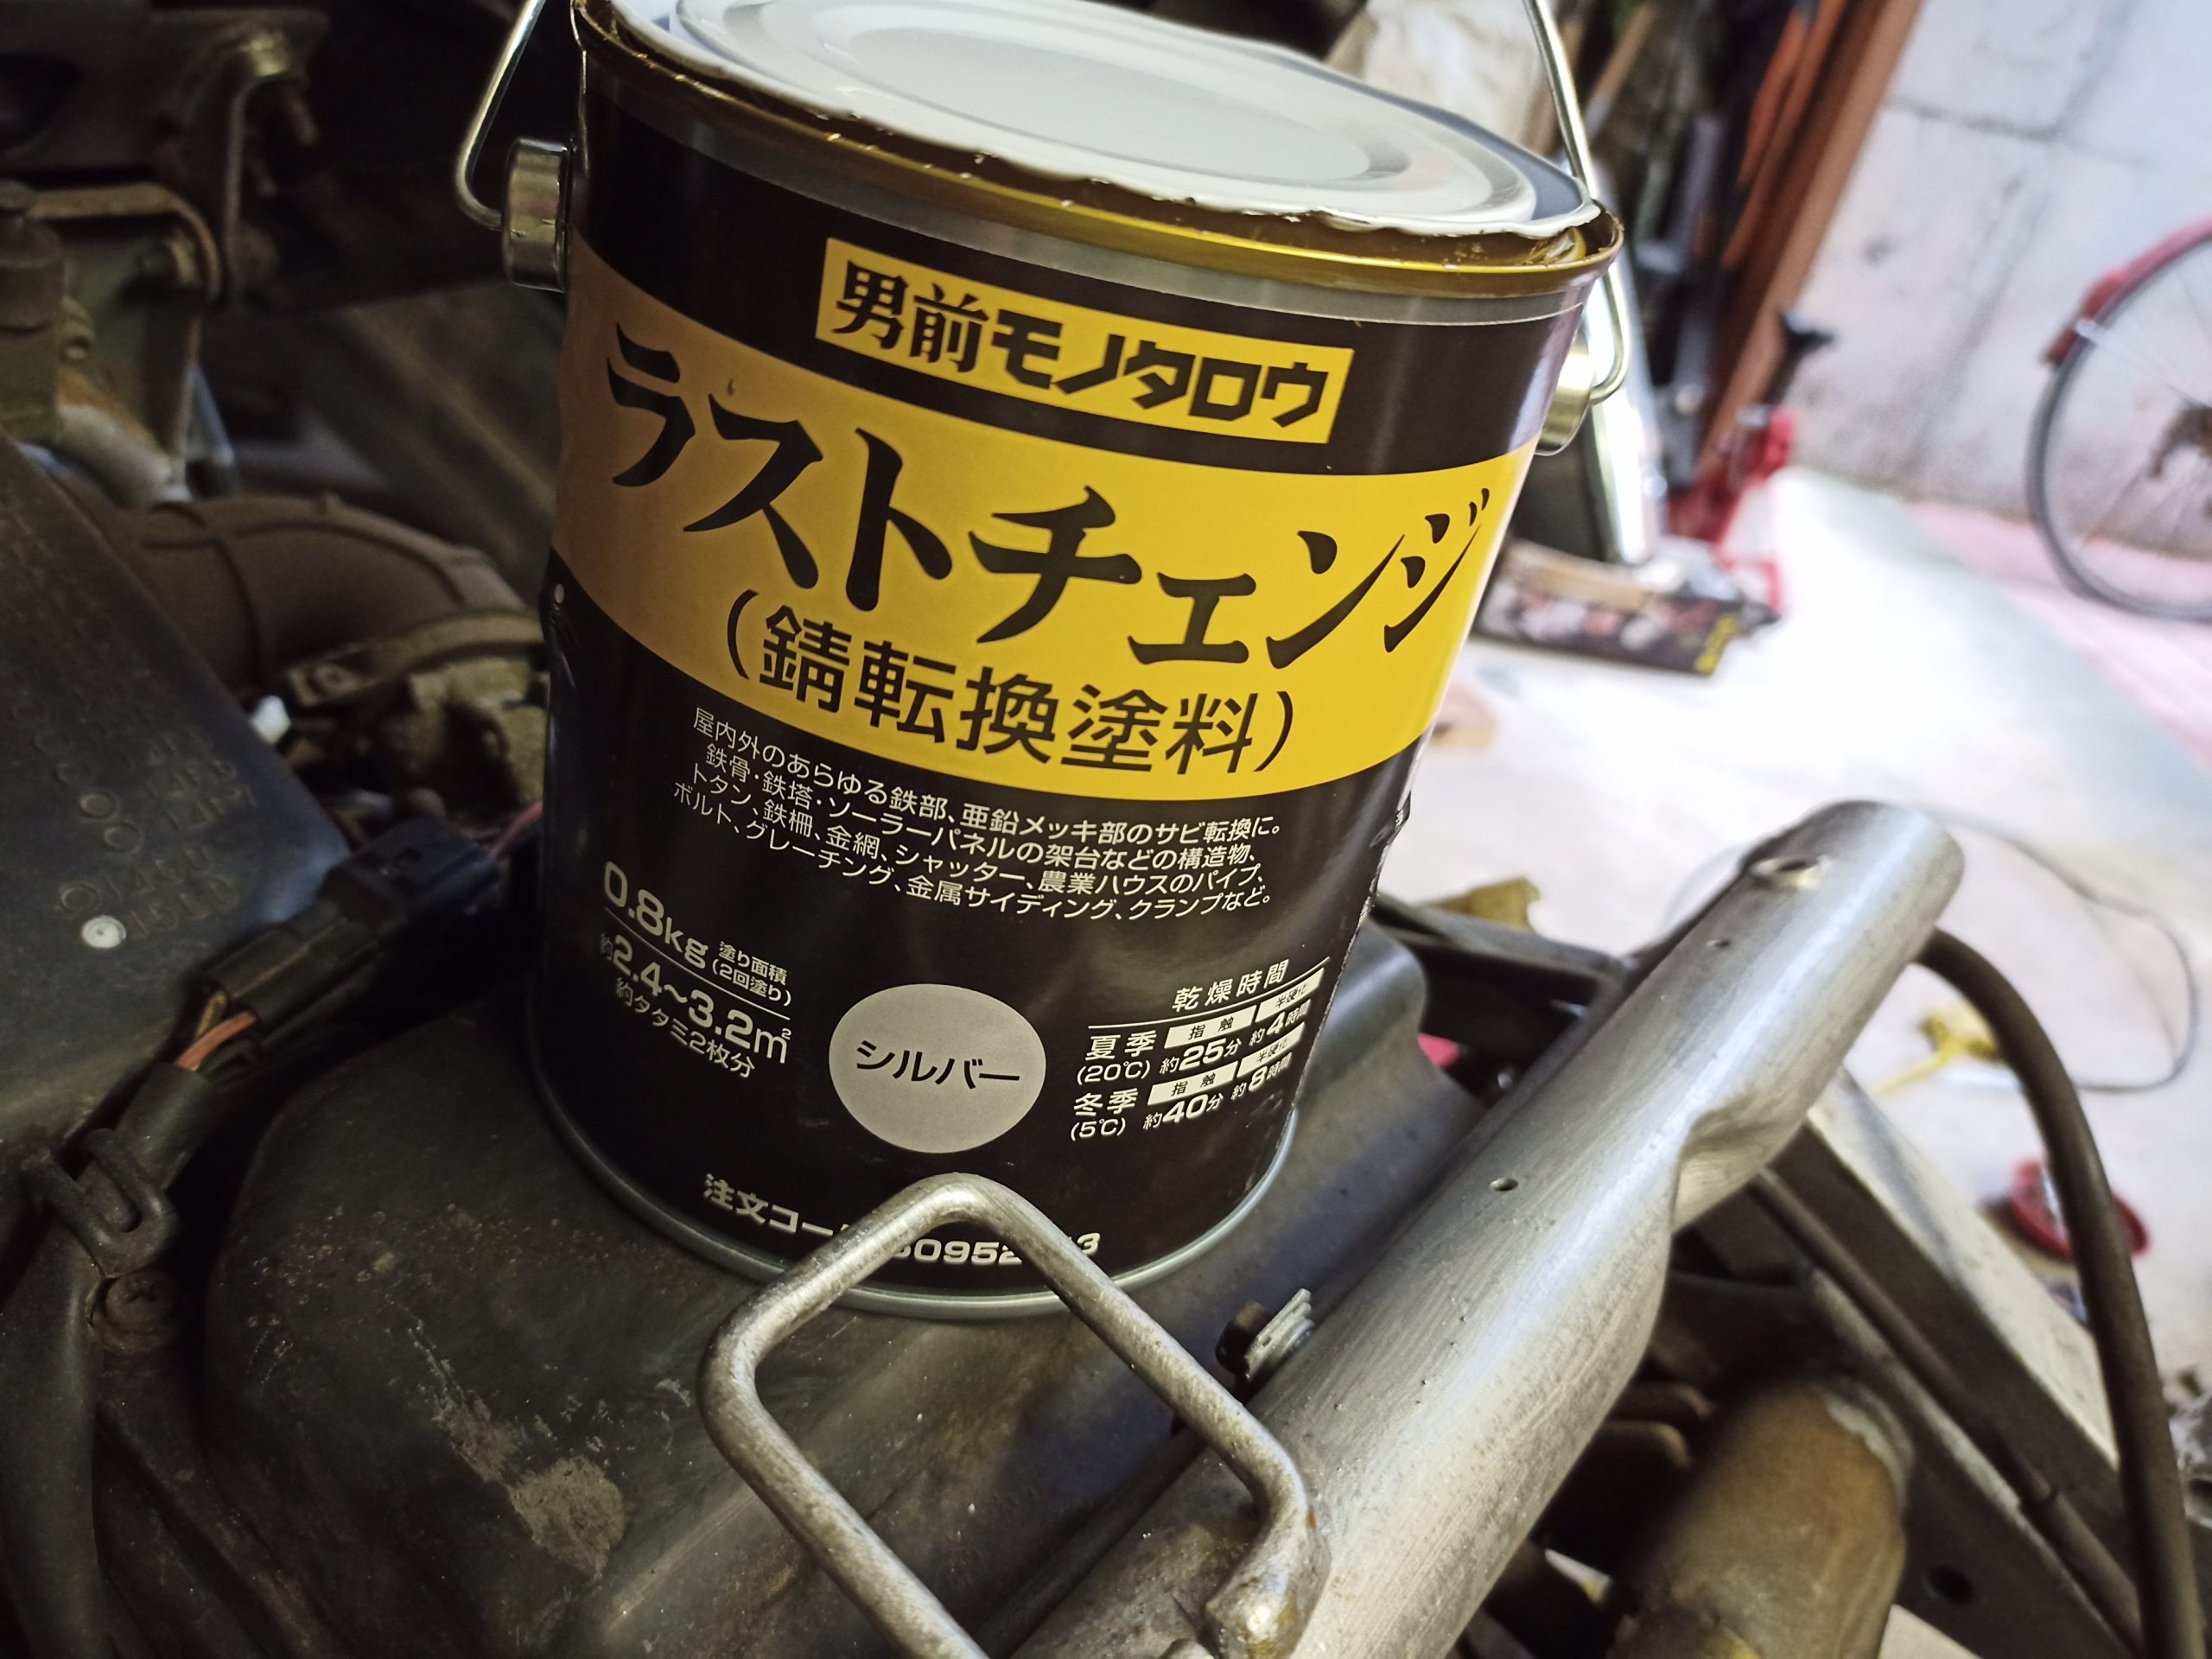 男前モノタロウ
ラストチェンジ
(錆転換塗料)
屋内外のあらゆる鉄部、亜鉛メッキ部のサビ転換に。
鉄骨・鉄塔・ソーラーパネルの架台などの構造物、
トタン、鉄柵、金網、シャッター、農業ハウスのパイプ、
ボルト、グレーチング、金属サイディング、クランプなど。
0.8kg 塗り面積(2回塗り)
約2.4〜3.2㎡
約タタミ2枚分
シルバー
乾燥時間
夏季(20℃) 指触 約25分 半硬化 約4時間
冬季(5℃) 指触 約40分 半硬化 約8時間